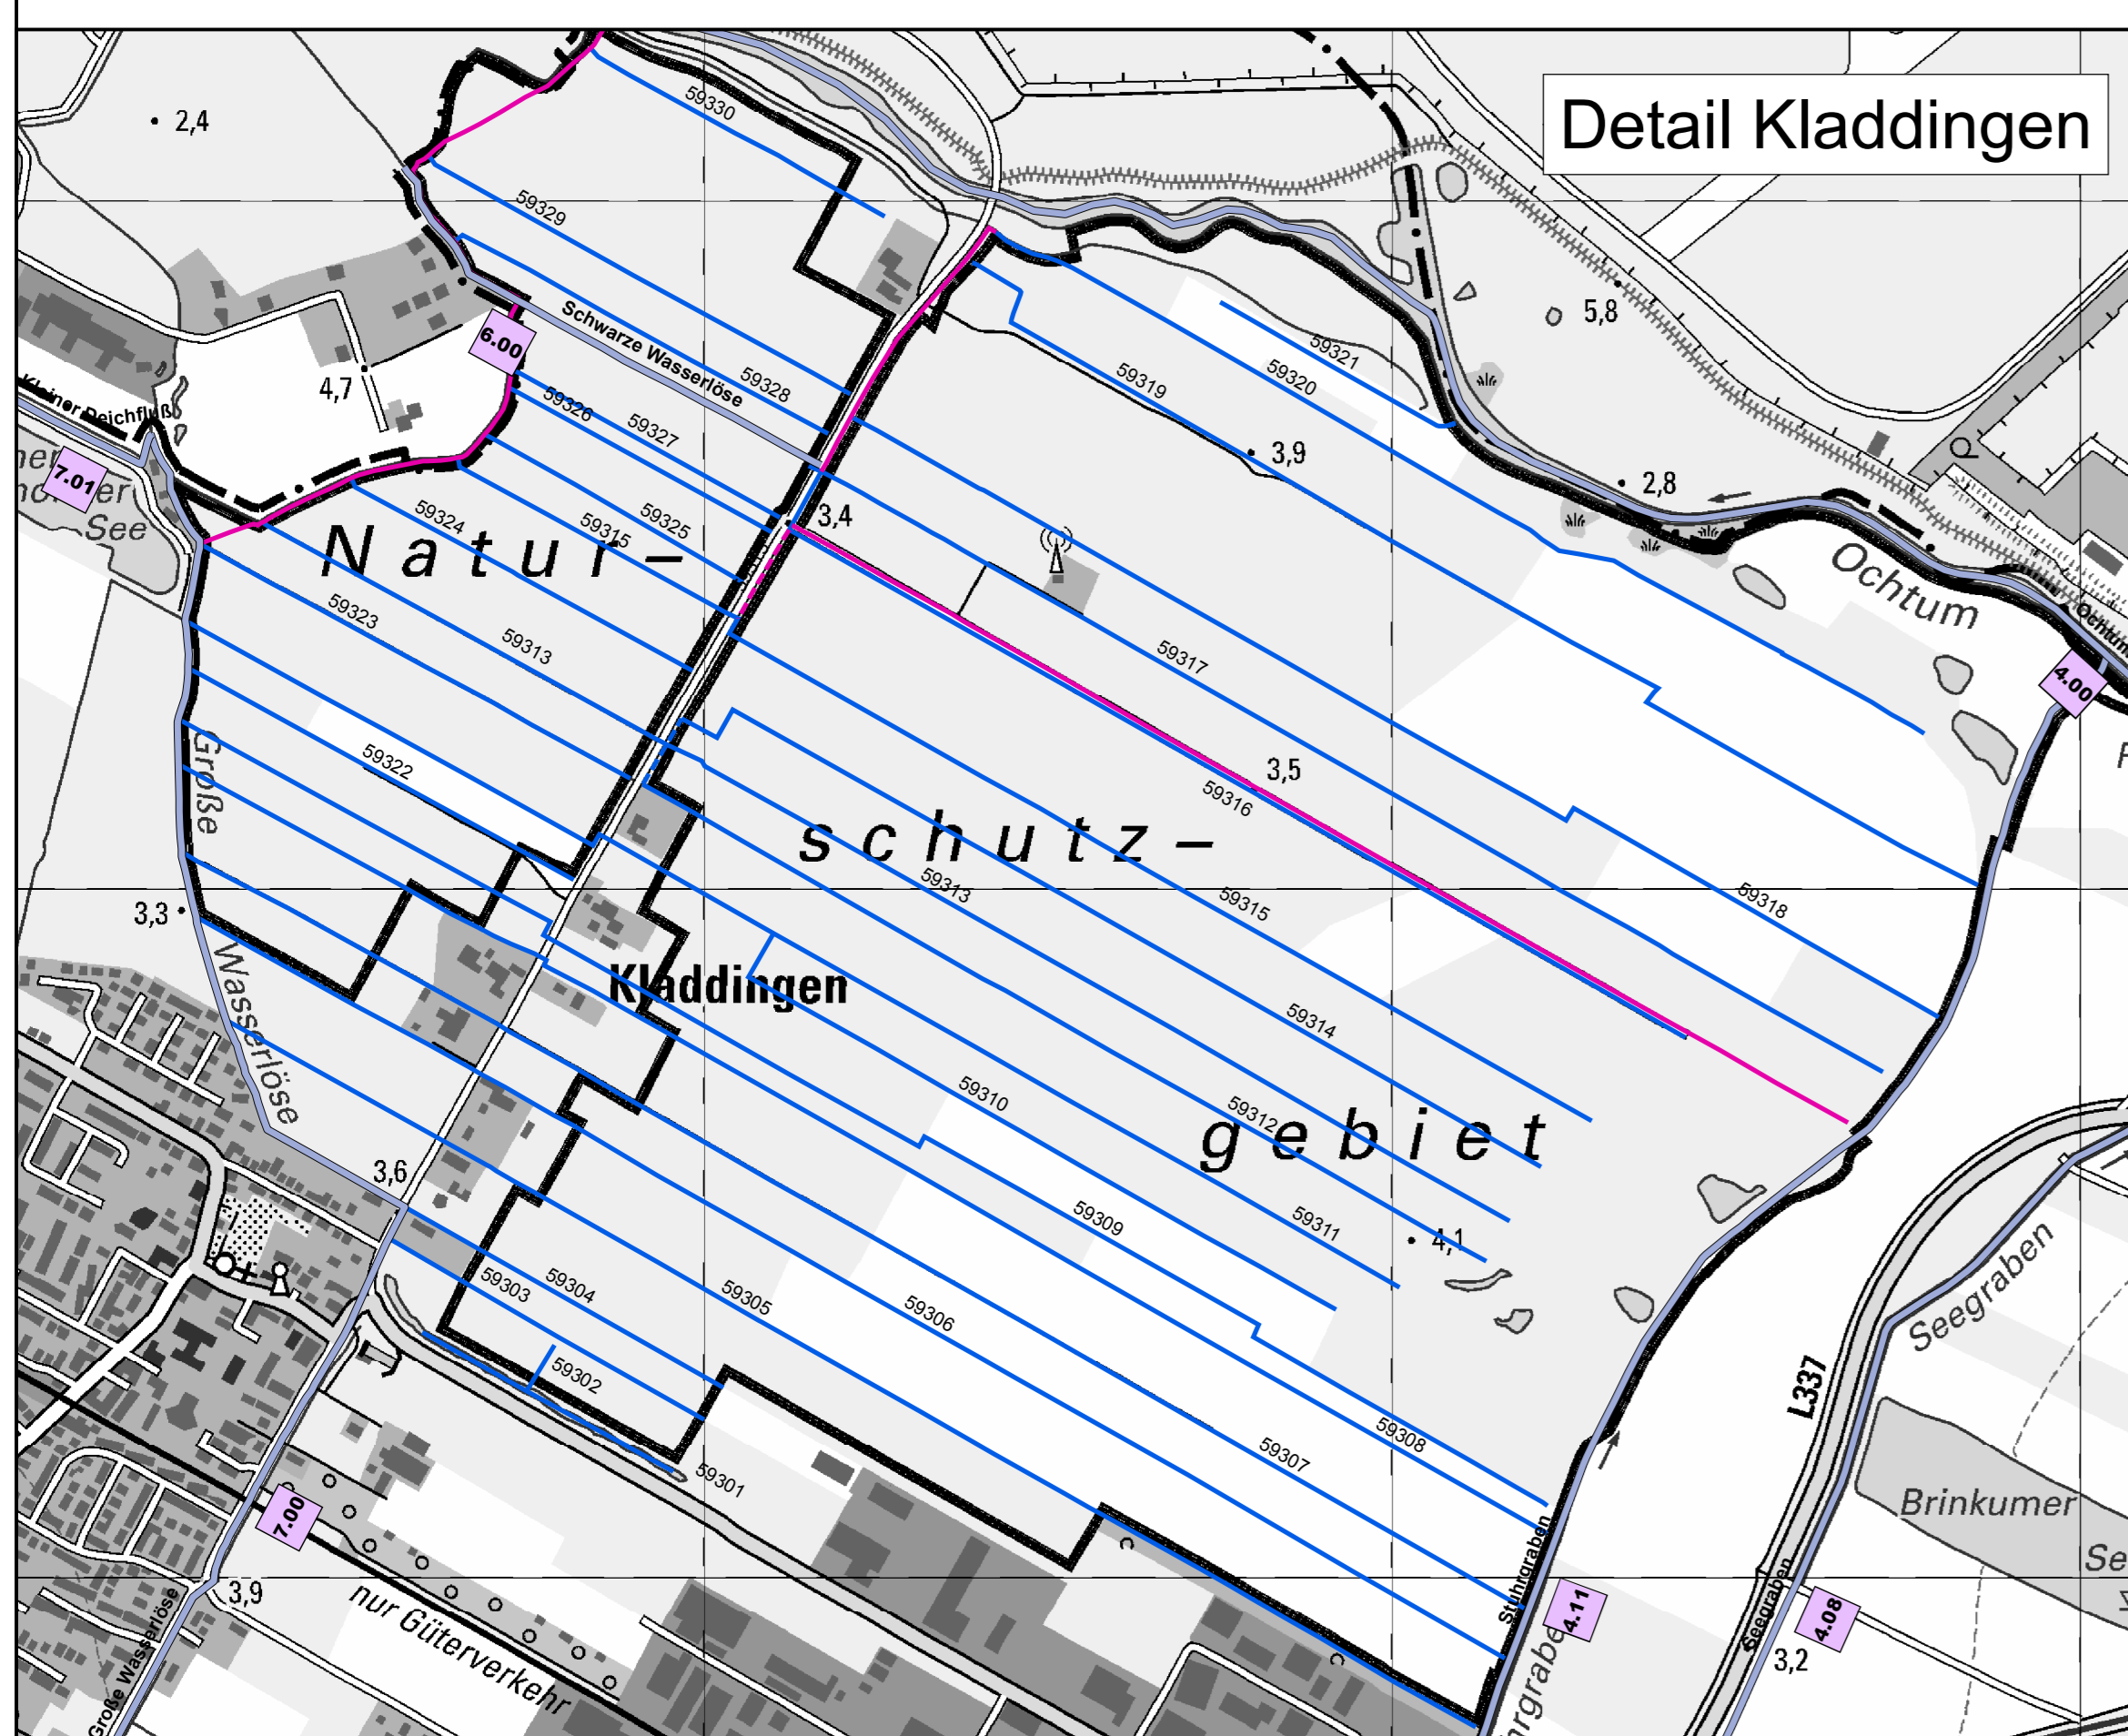 Detail Kladdingen
59330
2,4
59329
5,8
Schwarze Wasserlöse
6.00
59328
59321
59320
59319
4,7
59326
59327
Kleiner Deichfluß
3,9
7.01
See
2,8
59324
59315
59325
3,4
Natur–
Ochtum
Ochtum
59323
59313
59317
4.00
59322
3,5
59316
Große
schutz–
59313
59315
59318
3,3
Wasserlöse
Kladdingen
59314
59310
59312
gebiet
59309
59311
4,1
3,6
59303
59304
59305
59306
Seegraben
L337
59302
59308
59307
59301
Brinkumer
7.00
Stuhrgraben
4.11
Seegraben
4.08
3,9
nur Güterverkehr
3,2
Große Wasserlöse